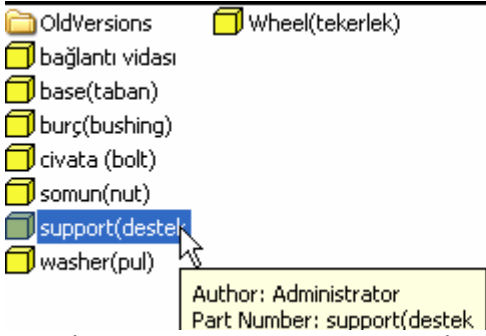 OldVersions
bağlantı vidası
base(taban)
burç(bushing)
civata (bolt)
somun(nut)
support(destek
washer(pul)
Wheel(tekerlek)
Author: Administrator
Part Number: support(destek